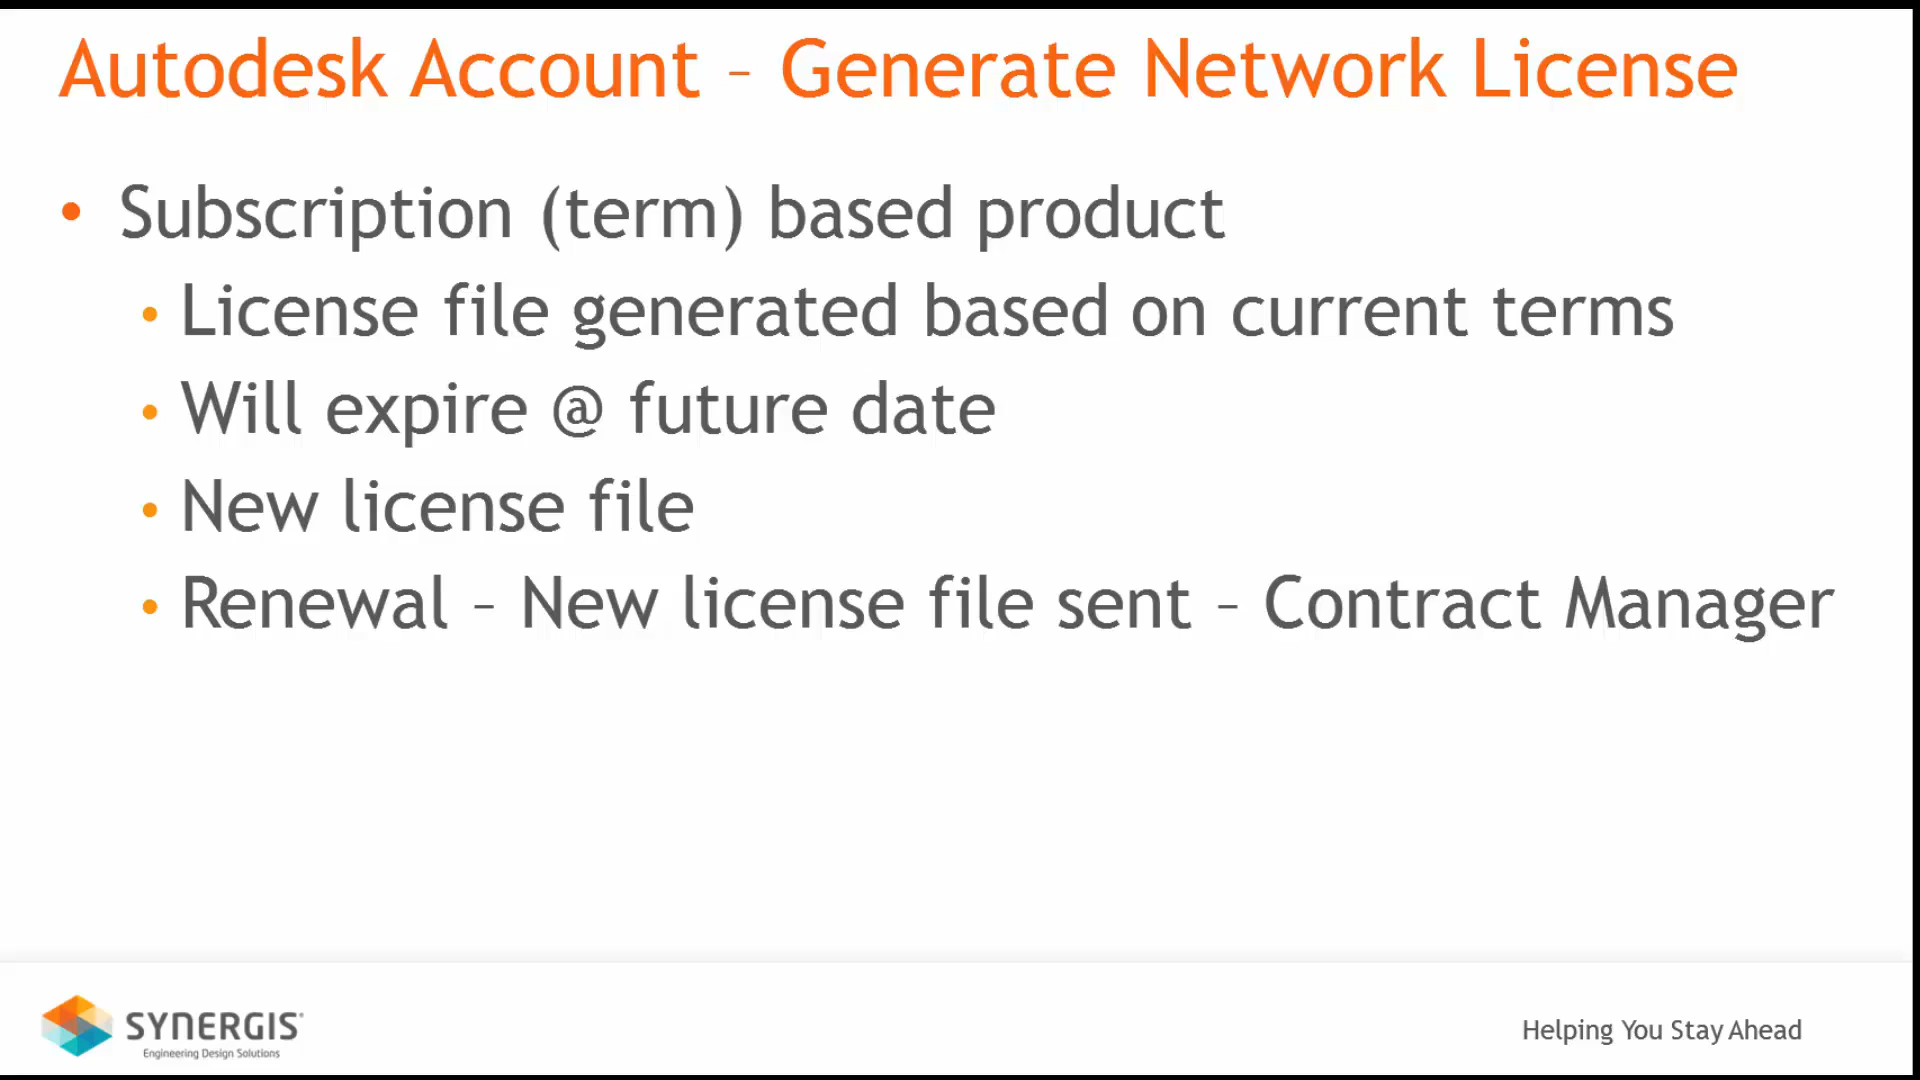 Autodesk Account – Generate Network License
• Subscription (term) based product
• License file generated based on current terms
• Will expire @ future date
• New license file
• Renewal – New license file sent – Contract Manager
SYNERGIS
Engineering Design Solutions
Helping You Stay Ahead